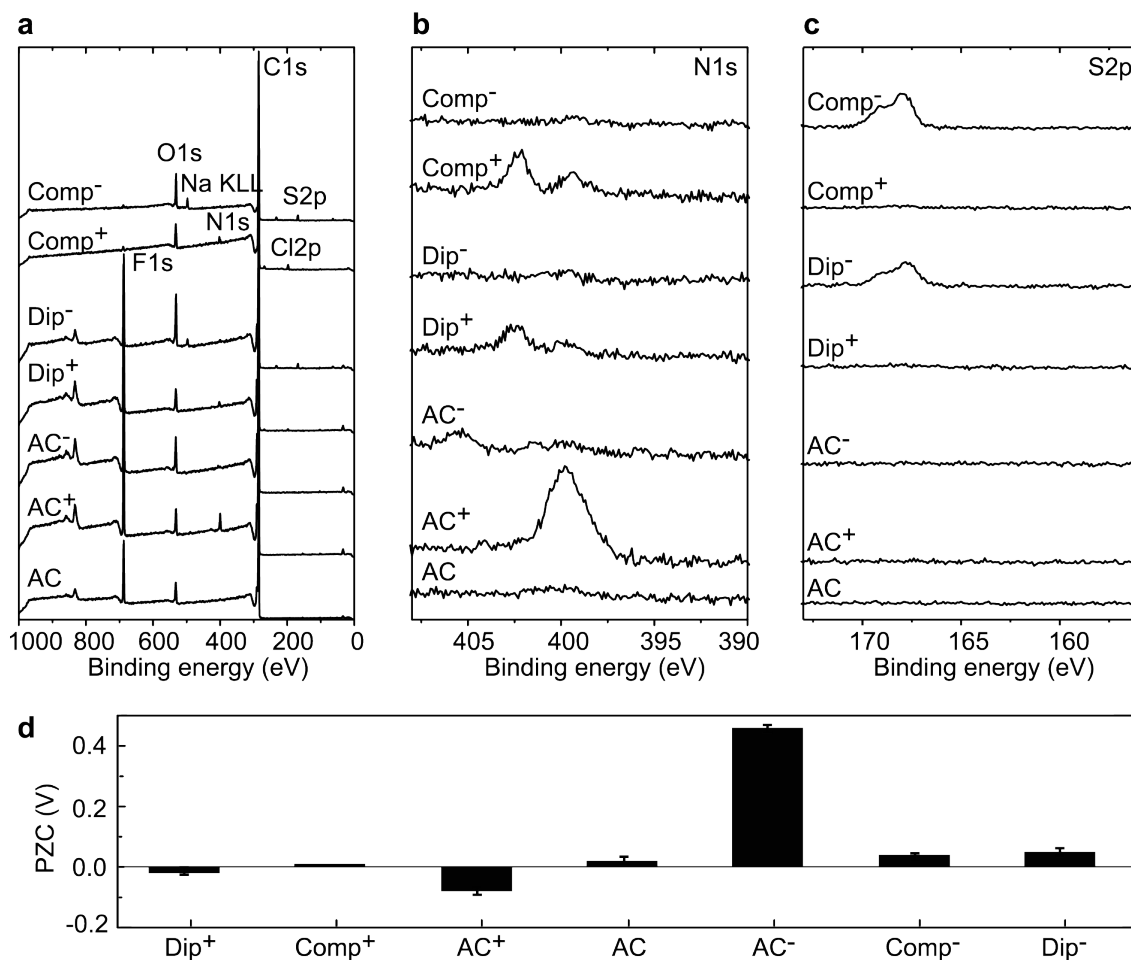 a
C1s
O1s
Na KLL
Comp-
S2p
N1s
Comp+
Cl2p
F1s
Dip-
Dip+
AC-
AC+
AC
1000 800 600 400 200 0
Binding energy (eV)
b
N1s
Comp-
Comp+
Dip-
Dip+
AC-
AC+
AC
405 400 395 390
Binding energy (eV)
c
S2p
Comp-
Comp+
Dip-
Dip+
AC-
AC+
AC
170 165 160
Binding energy (eV)
d
PZC (V)
0.4
0.2
0.0
-0.2
Dip+ Comp+ AC+ AC AC- Comp- Dip-